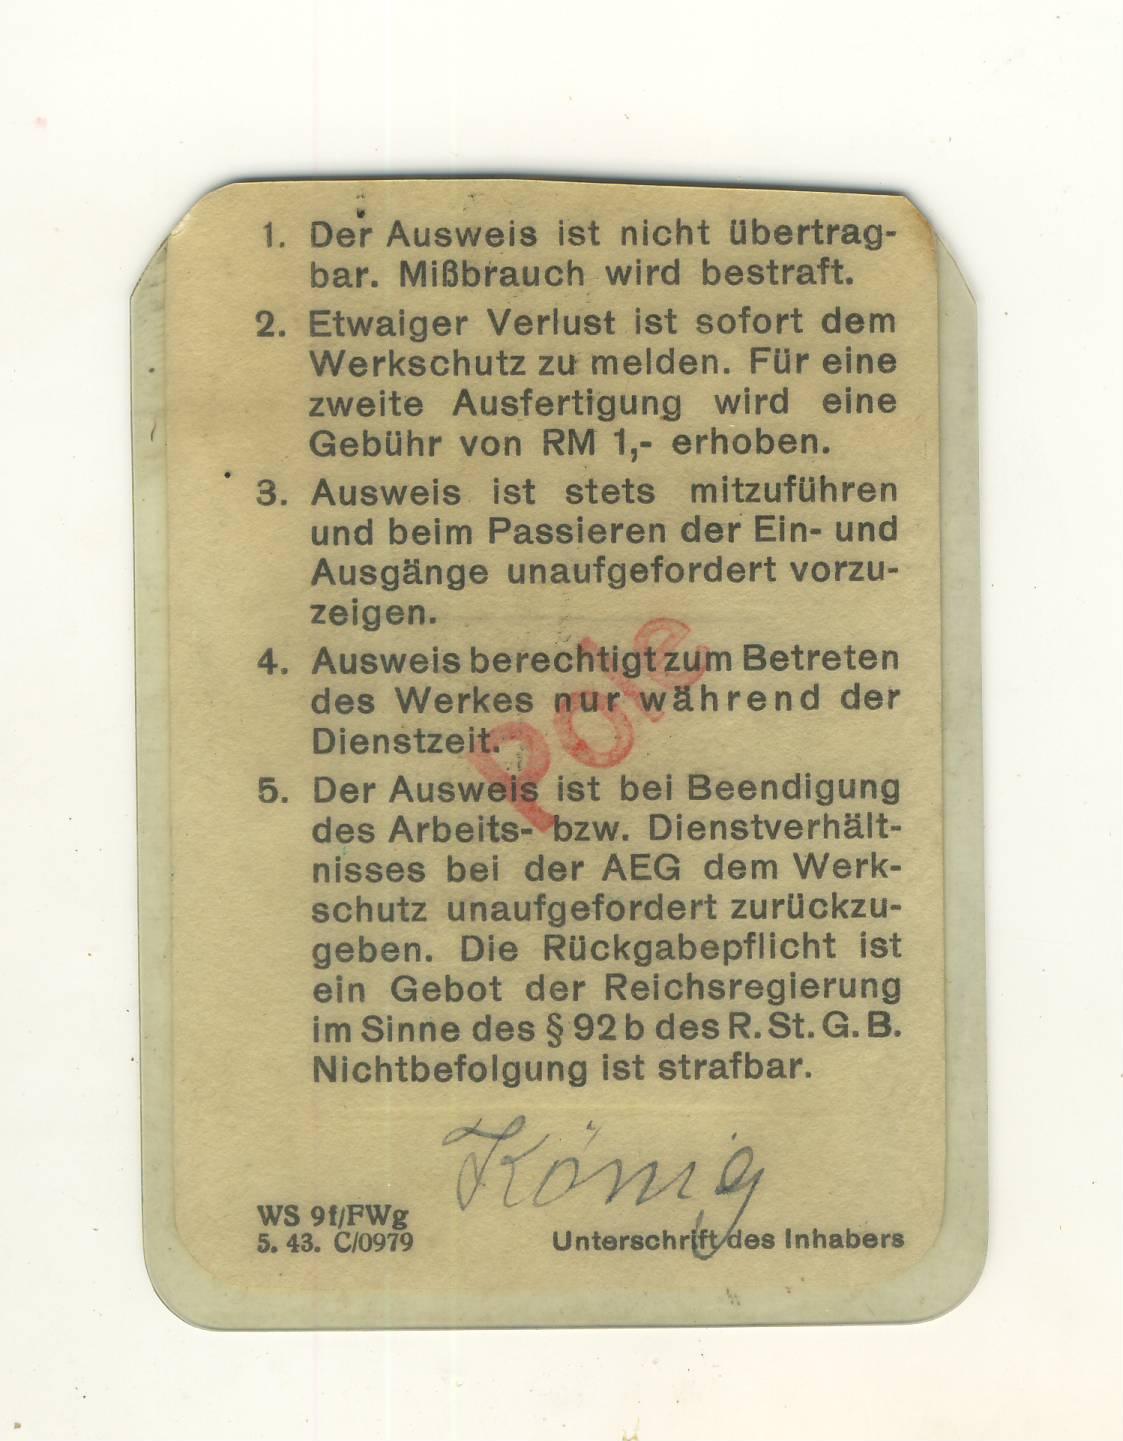 1. Der Ausweis ist nicht übertrag-
bar. Mißbrauch wird bestraft.
2. Etwaiger Verlust ist sofort dem
Werkschutz zu melden. Für eine
zweite Ausfertigung wird eine
Gebühr von RM 1,- erhoben.
3. Ausweis ist stets mitzuführen
und beim Passieren der Ein- und
Ausgänge unaufgefordert vorzu-
zeigen.
4. Ausweis berechtigt zum Betreten
des Werkes nur während der
Dienstzeit.
Pole
5. Der Ausweis ist bei Beendigung
des Arbeits- bzw. Dienstverhält-
nisses bei der AEG dem Werk-
schutz unaufgefordert zurückzu-
geben. Die Rückgabepflicht ist
ein Gebot der Reichsregierung
im Sinne des § 92 b des R. St. G. B.
Nichtbefolgung ist strafbar.
König
WS 9f/FWg
5. 43. C/0979
Unterschrift des Inhabers